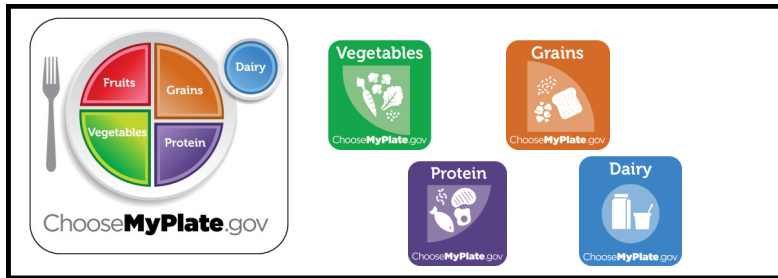 Fruits
Grains
Dairy
Vegetables
Protein
ChooseMyPlate.gov
Vegetables
ChooseMyPlate.gov
Grains
ChooseMyPlate.gov
Protein
ChooseMyPlate.gov
Dairy
ChooseMyPlate.gov